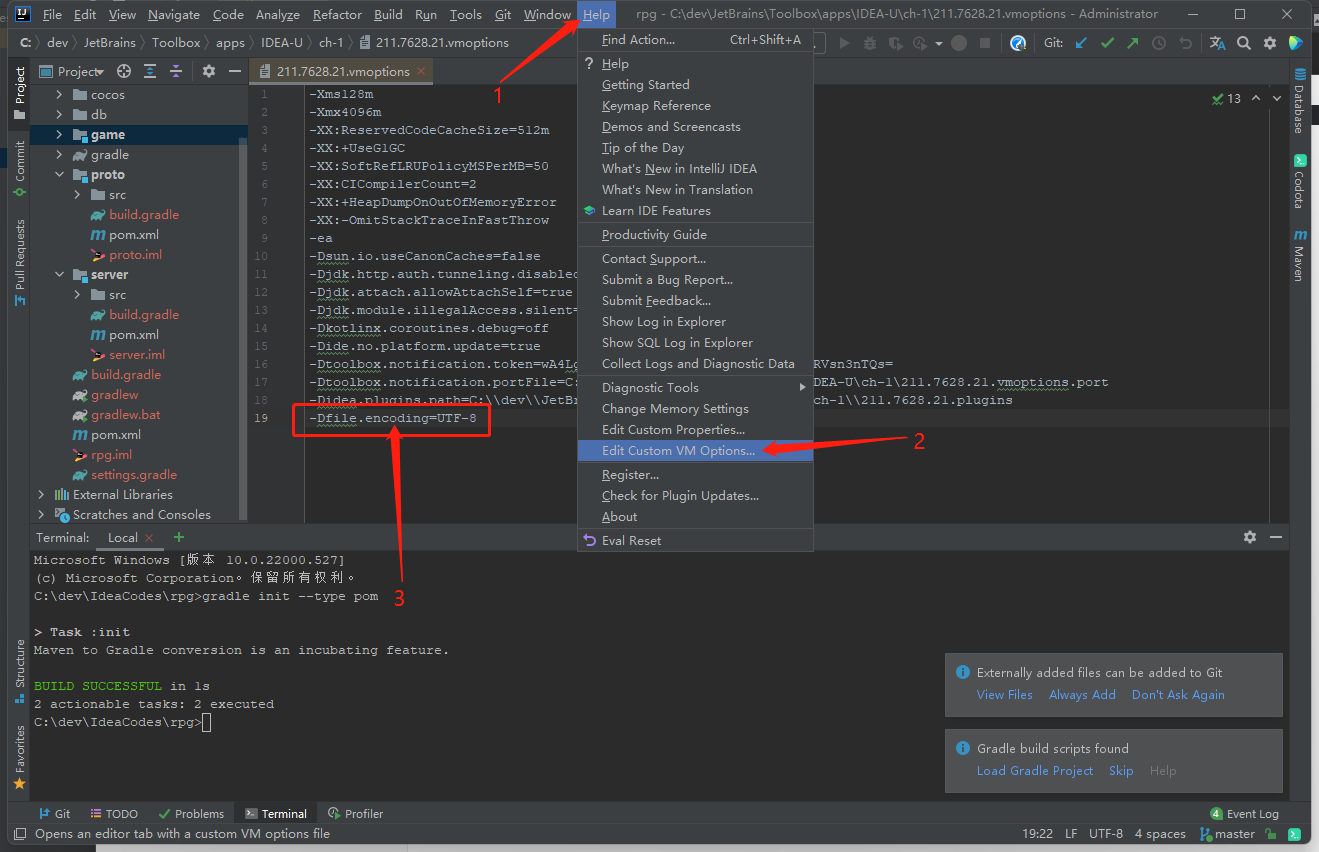 File Edit View Navigate Code Analyze Refactor Build Run Tools Git Window Help rpg - C:\dev\JetBrains\Toolbox\apps\IDEA-U\ch-1\211.7628.21.vmoptions - Administrator
C: dev JetBrains Toolbox apps IDEA-U ch-1 211.7628.21.vmoptions
Git:
Project
211.7628.21.vmoptions
Project
Commit
Pull Requests
Structure
Favorites
cocos
db
game
gradle
proto
src
build.gradle
pom.xml
proto.iml
server
src
build.gradle
pom.xml
server.iml
build.gradle
gradlew
gradlew.bat
pom.xml
rpg.iml
settings.gradle
External Libraries
Scratches and Consoles
1 -Xms128m
2 -Xmx4096m
3 -XX:ReservedCodeCacheSize=512m
4 -XX:+UseG1GC
5 -XX:SoftRefLRUPolicyMSPerMB=50
6 -XX:CICompilerCount=2
7 -XX:+HeapDumpOnOutOfMemoryError
8 -XX:-OmitStackTraceInFastThrow
9 -ea
10 -Dsun.io.useCanonCaches=false
11 -Djdk.http.auth.tunneling.disabled
12 -Djdk.attach.allowAttachSelf=true
13 -Djdk.module.illegalAccess.silent=
14 -Dkotlinx.coroutines.debug=off
15 -Dide.no.platform.update=true
16 -Dtoolbox.notification.token=wA4L RVsn3nTQs=
17 -Dtoolbox.notification.portFile=C: DEA-U\ch-1\211.7628.21.vmoptions.port
18 -Didea.plugins.path=C:\\dev\\JetBr ch-1\\211.7628.21.plugins
19 -Dfile.encoding=UTF-8
13
1
2
3
Find Action... Ctrl+Shift+A
? Help
Getting Started
Keymap Reference
Demos and Screencasts
Tip of the Day
What's New in IntelliJ IDEA
What's New in Translation
Learn IDE Features
Productivity Guide
Contact Support...
Submit a Bug Report...
Submit Feedback...
Show Log in Explorer
Show SQL Log in Explorer
Collect Logs and Diagnostic Data
Diagnostic Tools
Change Memory Settings
Edit Custom Properties...
Edit Custom VM Options...
Register...
Check for Plugin Updates...
About
Eval Reset
Database
Codota
m Maven
Terminal: Local +
Microsoft Windows [版本 10.0.22000.527]
(c) Microsoft Corporation。保留所有权利。
C:\dev\IdeaCodes\rpg>gradle init --type pom
> Task :init
Maven to Gradle conversion is an incubating feature.
BUILD SUCCESSFUL in 1s
2 actionable tasks: 2 executed
C:\dev\IdeaCodes\rpg>
Externally added files can be added to Git
View Files Always Add Don't Ask Again
Gradle build scripts found
Load Gradle Project Skip Help
Git TODO Problems Terminal Profiler 4 Event Log
Opens an editor tab with a custom VM options file 19:22 LF UTF-8 4 spaces master